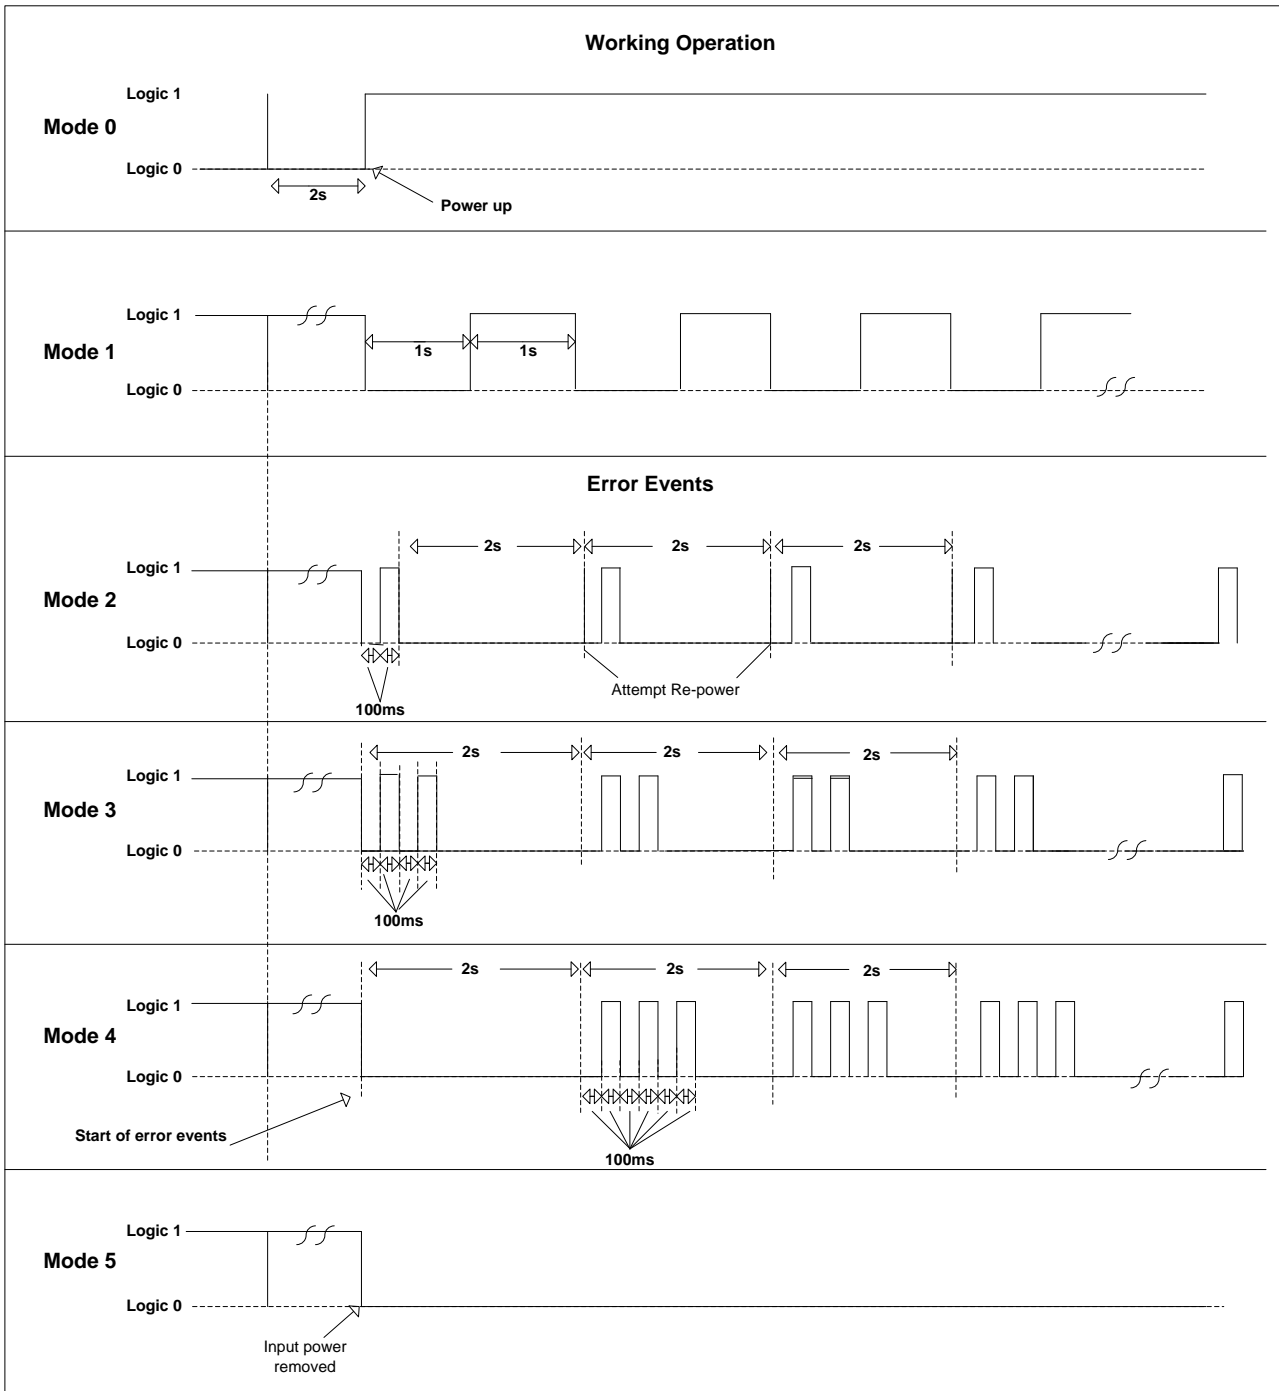 Working Operation
Logic 1
Mode 0
Logic 0
2s
Power up
Logic 1
Mode 1
1s
1s
Logic 0
Error Events
2s
2s
2s
Logic 1
Mode 2
Logic 0
Attempt Re-power
100ms
2s
2s
2s
Logic 1
Mode 3
Logic 0
100ms
2s
2s
2s
Logic 1
Mode 4
Logic 0
Start of error events
100ms
Logic 1
Mode 5
Logic 0
Input power
removed